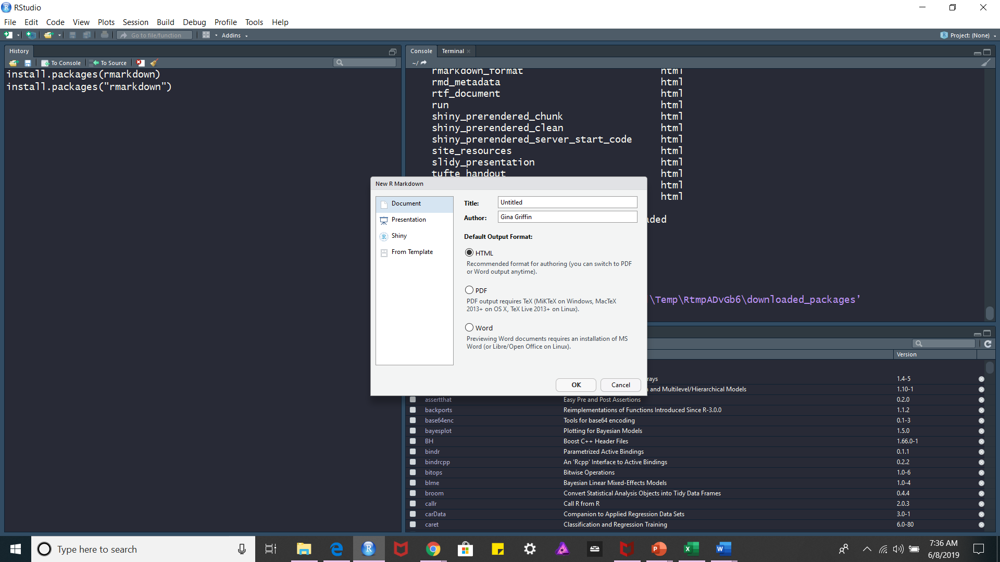 RStudio
File Edit Code View Plots Session Build Debug Profile Tools Help
Go to file/function Addins Project: (None)
History
To Console To Source
install.packages(rmarkdown)
install.packages("rmarkdown")
Console Terminal
~/
rmarkdown_format html
rmd_metadata html
rtf_document html
run html
shiny_prerendered_chunk html
shiny_prerendered_clean html
shiny_prerendered_server_start_code html
site_resources html
slidy_presentation html
tufte_handout html
html
html
ded
\Temp\RtmpADvGb6\downloaded_packages’
New R Markdown
Document
Presentation
Shiny
From Template
Title: Untitled
Author: Gina Griffin
Default Output Format:
HTML
Recommended format for authoring (you can switch to PDF
or Word output anytime).
PDF
PDF output requires TeX (MiKTeX on Windows, MacTeX
2013+ on OS X, TeX Live 2013+ on Linux).
Word
Previewing Word documents requires an installation of MS
Word (or Libre/Open Office on Linux).
OK Cancel
Version
rays 1.4-5
and Multilevel/Hierarchical Models 1.10-1
assertthat Easy Pre and Post Assertions 0.2.0
backports Reimplementations of Functions Introduced Since R-3.0.0 1.1.2
base64enc Tools for base64 encoding 0.1-3
bayesplot Plotting for Bayesian Models 1.5.0
BH Boost C++ Header Files 1.66.0-1
bindr Parametrized Active Bindings 0.1.1
bindrcpp An 'Rcpp' Interface to Active Bindings 0.2.2
bitops Bitwise Operations 1.0-6
blme Bayesian Linear Mixed-Effects Models 1.0-4
broom Convert Statistical Analysis Objects into Tidy Data Frames 0.4.4
callr Call R from R 2.0.3
carData Companion to Applied Regression Data Sets 3.0-1
caret Classification and Regression Training 6.0-80
Type here to search
7:36 AM
6/8/2019